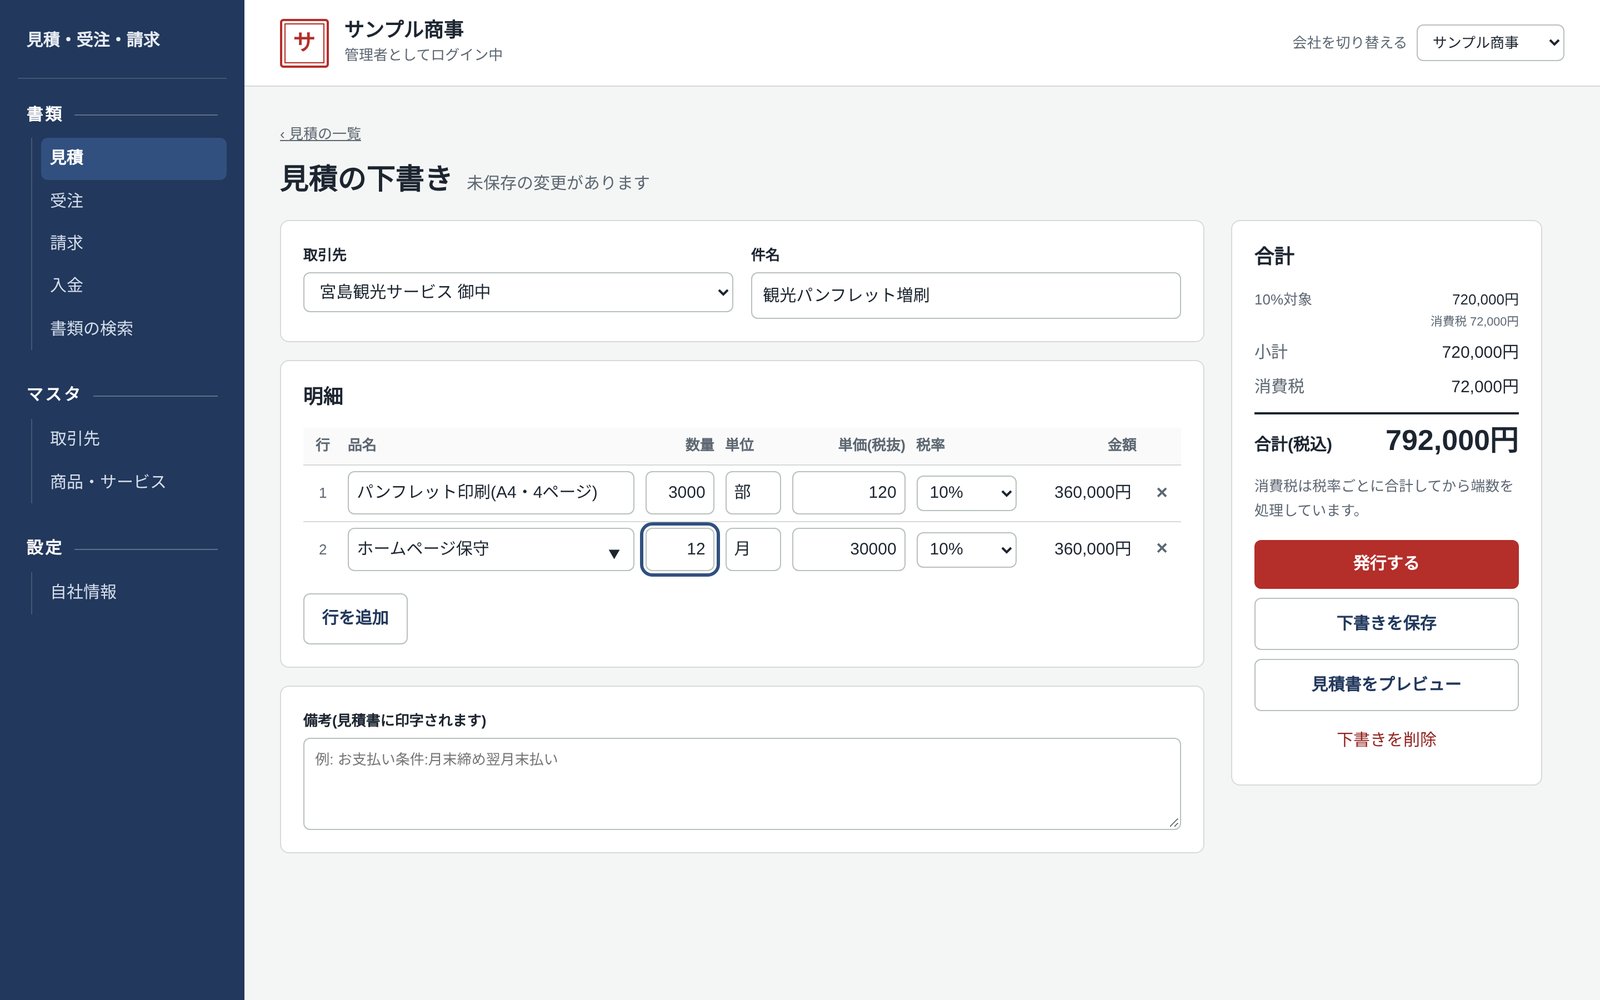 見積・受注・請求
書類
見積
受注
請求
入金
書類の検索
マスタ
取引先
商品・サービス
設定
自社情報
サ
サンプル商事
管理者としてログイン中
会社を切り替える サンプル商事
‹ 見積の一覧
見積の下書き 未保存の変更があります
取引先 件名
宮島観光サービス 御中 観光パンフレット増刷
明細
行 品名 数量 単位 単価(税抜) 税率 金額
1 パンフレット印刷(A4・4ページ) 3000 部 120 10% 360,000円 ×
2 ホームページ保守 12 月 30000 10% 360,000円 ×
行を追加
備考(見積書に印字されます)
例: お支払い条件:月末締め翌月末払い
合計
10%対象 720,000円
消費税 72,000円
小計 720,000円
消費税 72,000円
合計(税込) 792,000円
消費税は税率ごとに合計してから端数を
処理しています。
発行する
下書きを保存
見積書をプレビュー
下書きを削除